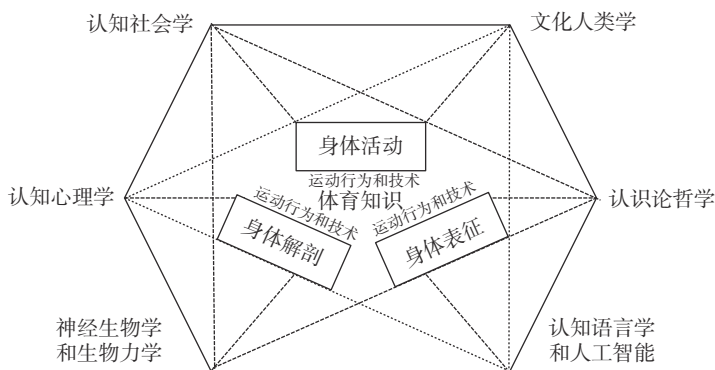 认知社会学
文化人类学
身体活动
运动行为和技术
体育知识
认知心理学
运动行为和技术
身体解剖
运动行为和技术
身体表征
认识论哲学
神经生物学
和生物力学
认知语言学
和人工智能